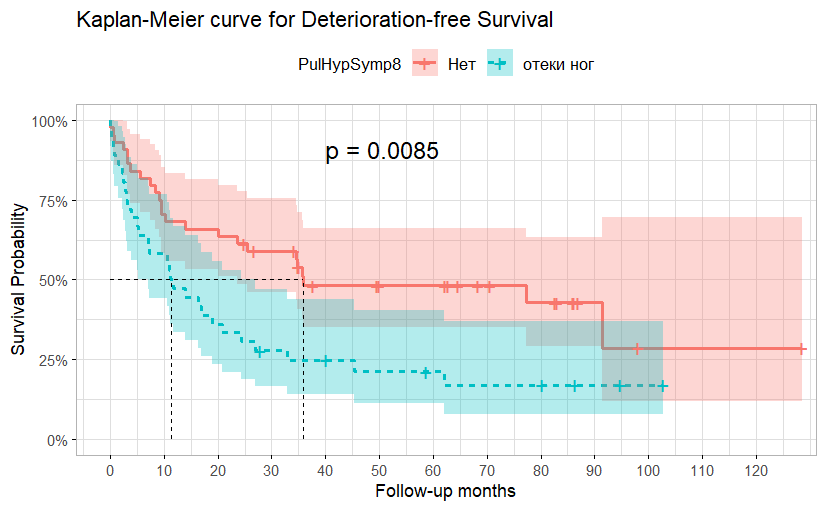 Kaplan-Meier curve for Deterioration-free Survival
PulHypSymp8 Нет отеки ног
p = 0.0085
Survival Probability
100%
75%
50%
25%
0%
0 10 20 30 40 50 60 70 80 90 100 110 120
Follow-up months